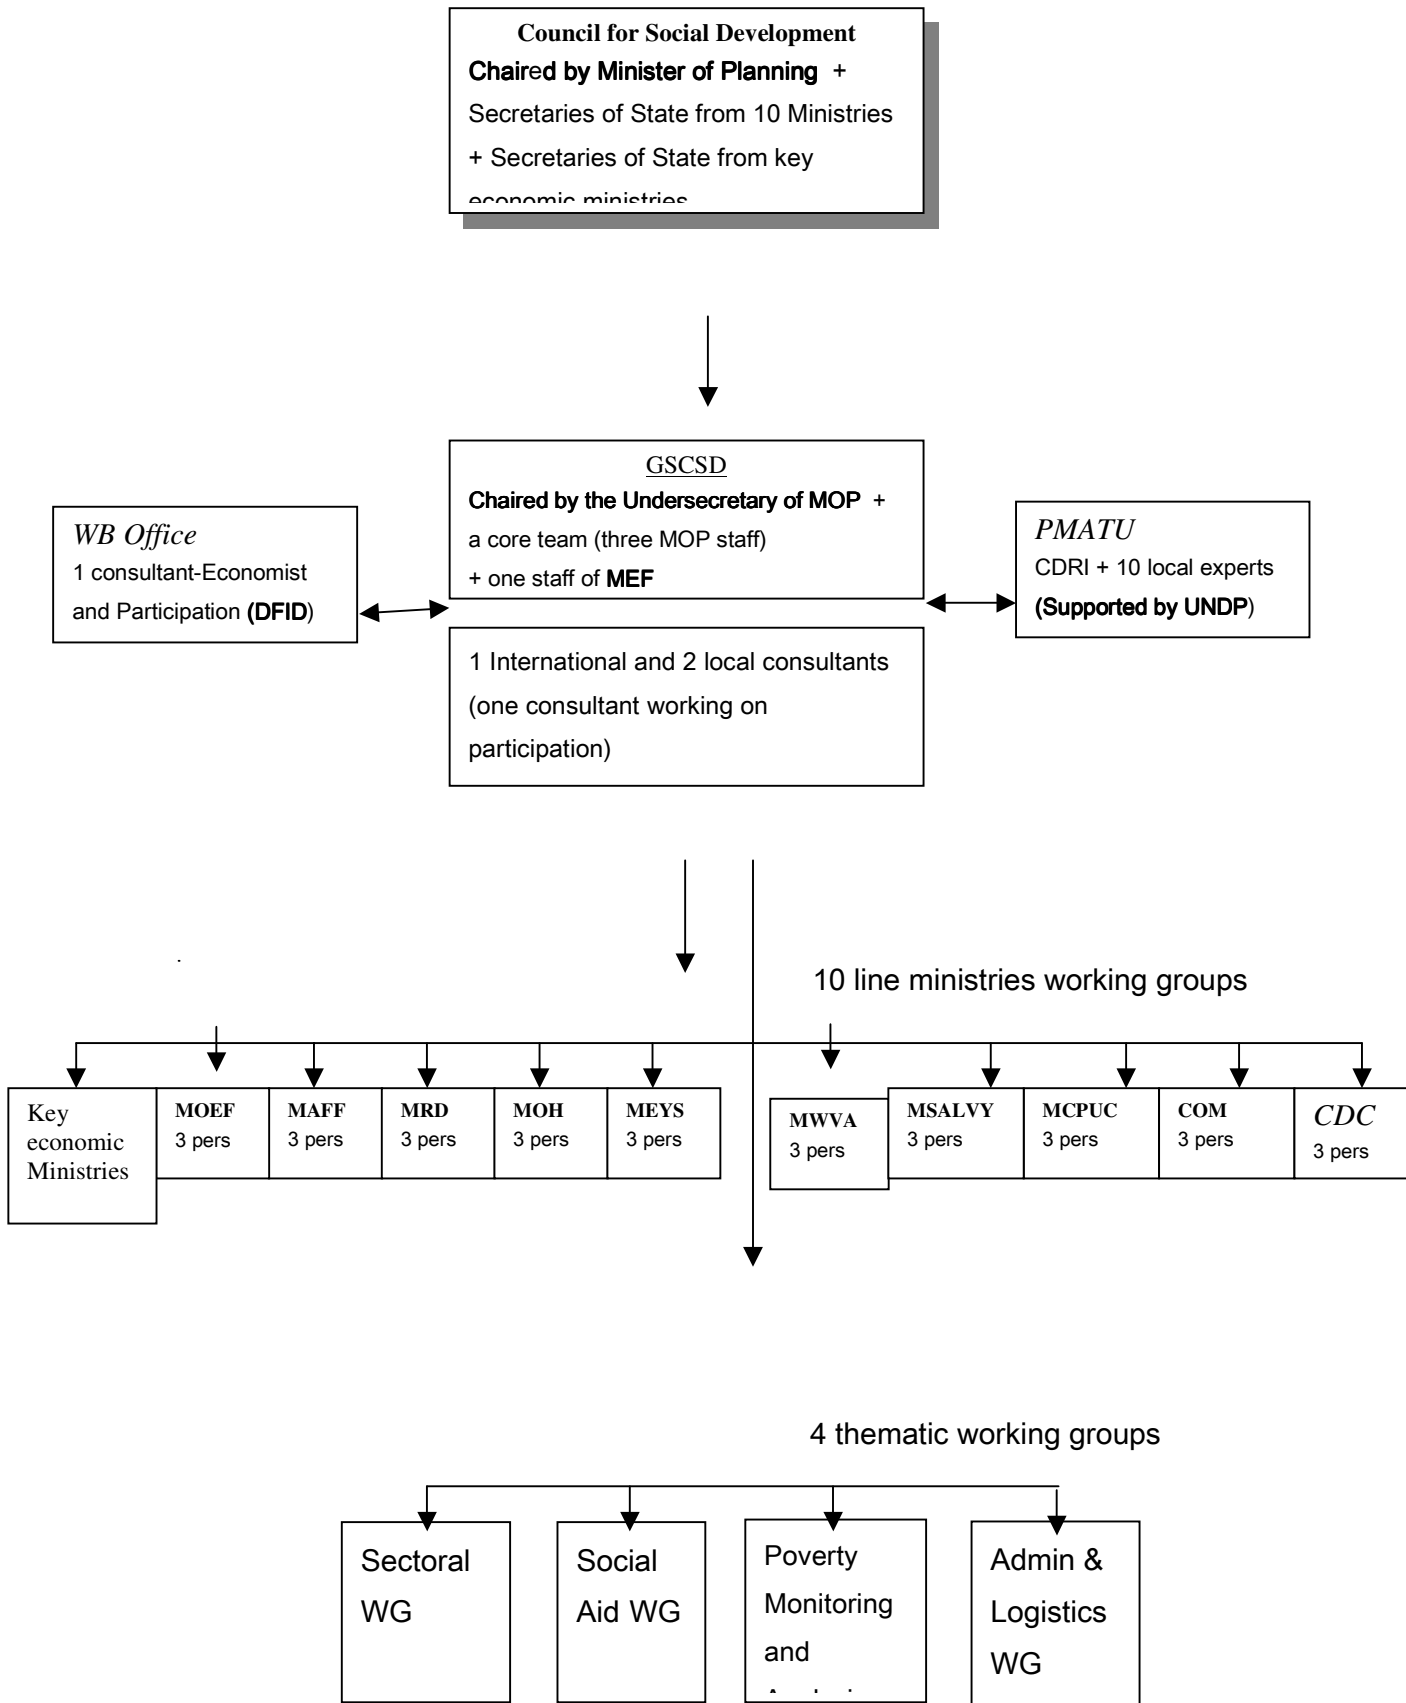 Council for Social Development
Chaired by Minister of Planning +
Secretaries of State from 10 Ministries
+ Secretaries of State from key
economic ministries
GSCSD
Chaired by the Undersecretary of MOP +
a core team (three MOP staff)
+ one staff of MEF
WB Office
1 consultant-Economist
and Participation (DFID)
PMATU
CDRI + 10 local experts
(Supported by UNDP)
1 International and 2 local consultants
(one consultant working on
participation)
.
10 line ministries working groups
Key
economic
Ministries
MOEF
3 pers
MAFF
3 pers
MRD
3 pers
MOH
3 pers
MEYS
3 pers
MWVA
3 pers
MSALVY
3 pers
MCPUC
3 pers
COM
3 pers
CDC
3 pers
4 thematic working groups
Sectoral
WG
Social
Aid WG
Poverty
Monitoring
and
Admin &
Logistics
WG